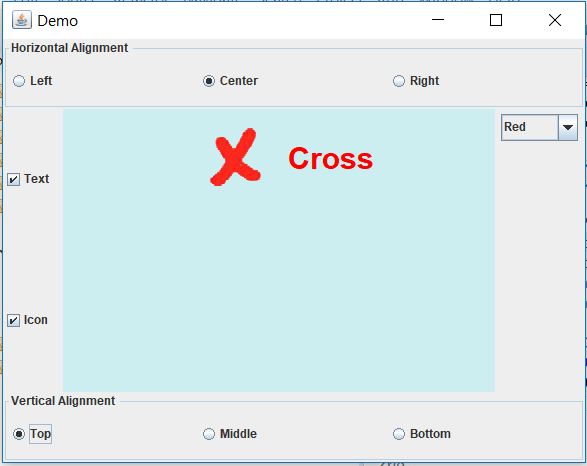 Demo
Horizontal Alignment
Left Center Right
Cross
Red
Text
Icon
Vertical Alignment
Top Middle Bottom